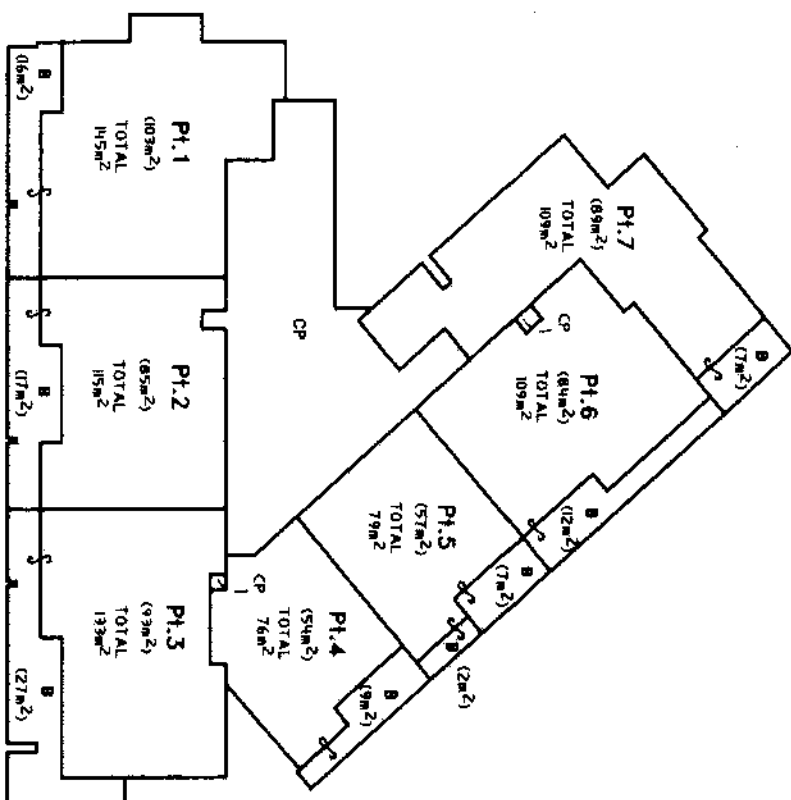 Pt.1
(103m²)
TOTAL
145m²
B
(16m²)
Pt.2
(85m²)
TOTAL
115m²
(17m²)
B
Pt.3
(93m²)
TOTAL
133m²
B
(27m²)
CP
Pt.4
(54m²)
TOTAL
76m²
CP
B
(9m²)
Pt.5
(57m²)
TOTAL
79m²
B
(7m²)
B
(2m²)
Pt.6
(84m²)
TOTAL
109m²
CP
B
(12m²)
Pt.7
(89m²)
TOTAL
109m²
B
(7m²)